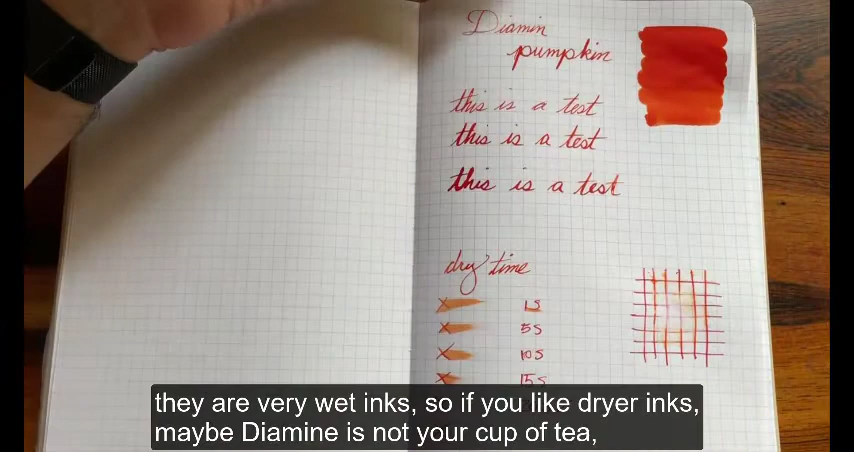 Diamin
pumpkin
this is a test
this is a test
this is a test
dry time
x 1s
x 5s
x 10s
x 15s
they are very wet inks, so if you like dryer inks,
maybe Diamine is not your cup of tea,